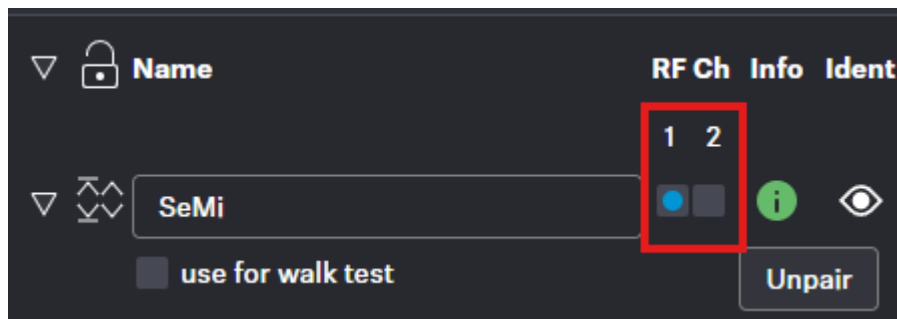 Name RF Ch Info Ident
1 2
SeMi
use for walk test
Unpair